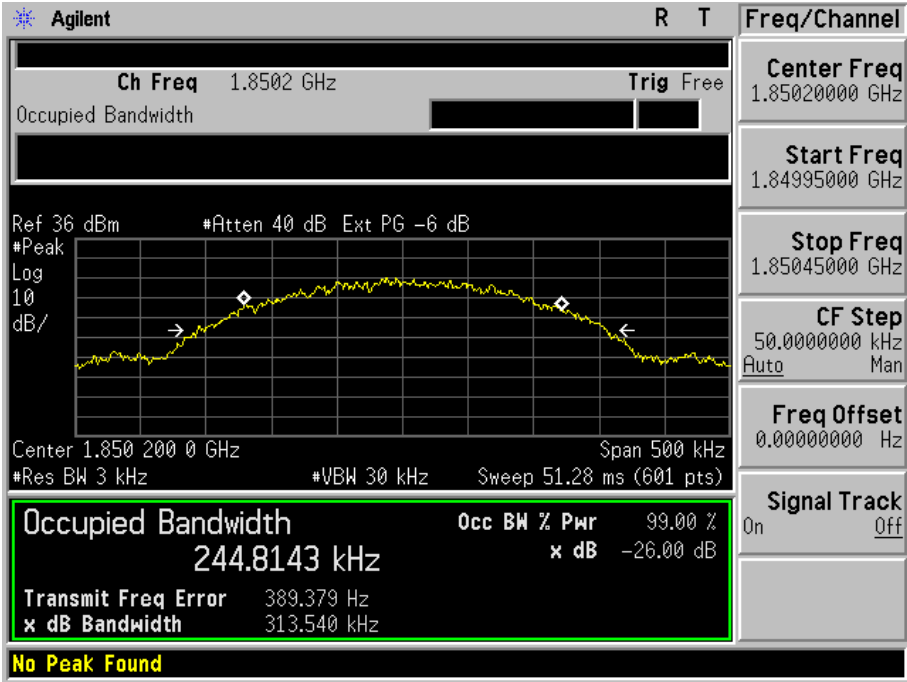 Agilent R T Freq/Channel
Ch Freq 1.8502 GHz Trig Free
Occupied Bandwidth
Center Freq
1.85020000 GHz
Start Freq
1.84995000 GHz
Stop Freq
1.85045000 GHz
CF Step
50.0000000 kHz
Auto Man
Freq Offset
0.00000000 Hz
Signal Track
On Off
Ref 36 dBm #Atten 40 dB Ext PG -6 dB
#Peak
Log
10
dB/
Center 1.850 200 0 GHz Span 500 kHz
#Res BW 3 kHz #VBW 30 kHz Sweep 51.28 ms (601 pts)
Occupied Bandwidth Occ BW % Pwr 99.00 %
244.8143 kHz x dB -26.00 dB
Transmit Freq Error 389.379 Hz
x dB Bandwidth 313.540 kHz
No Peak Found